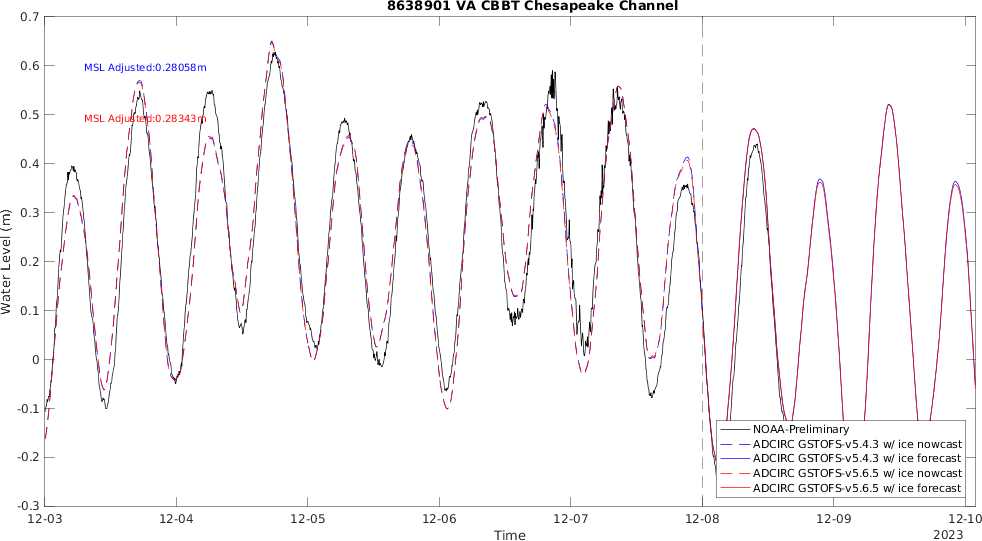 8638901 VA CBBT Chesapeake Channel
0.7
0.6
0.5
0.4
0.3
0.2
0.1
0
-0.1
-0.2
-0.3
Water Level (m)
MSL Adjusted:0.28058m
MSL Adjusted:0.28343m
NOAA-Preliminary
ADCIRC GSTOFS-v5.4.3 w/ ice nowcast
ADCIRC GSTOFS-v5.4.3 w/ ice forecast
ADCIRC GSTOFS-v5.6.5 w/ ice nowcast
ADCIRC GSTOFS-v5.6.5 w/ ice forecast
12-03 12-04 12-05 12-06 12-07 12-08 12-09 12-10
Time
2023